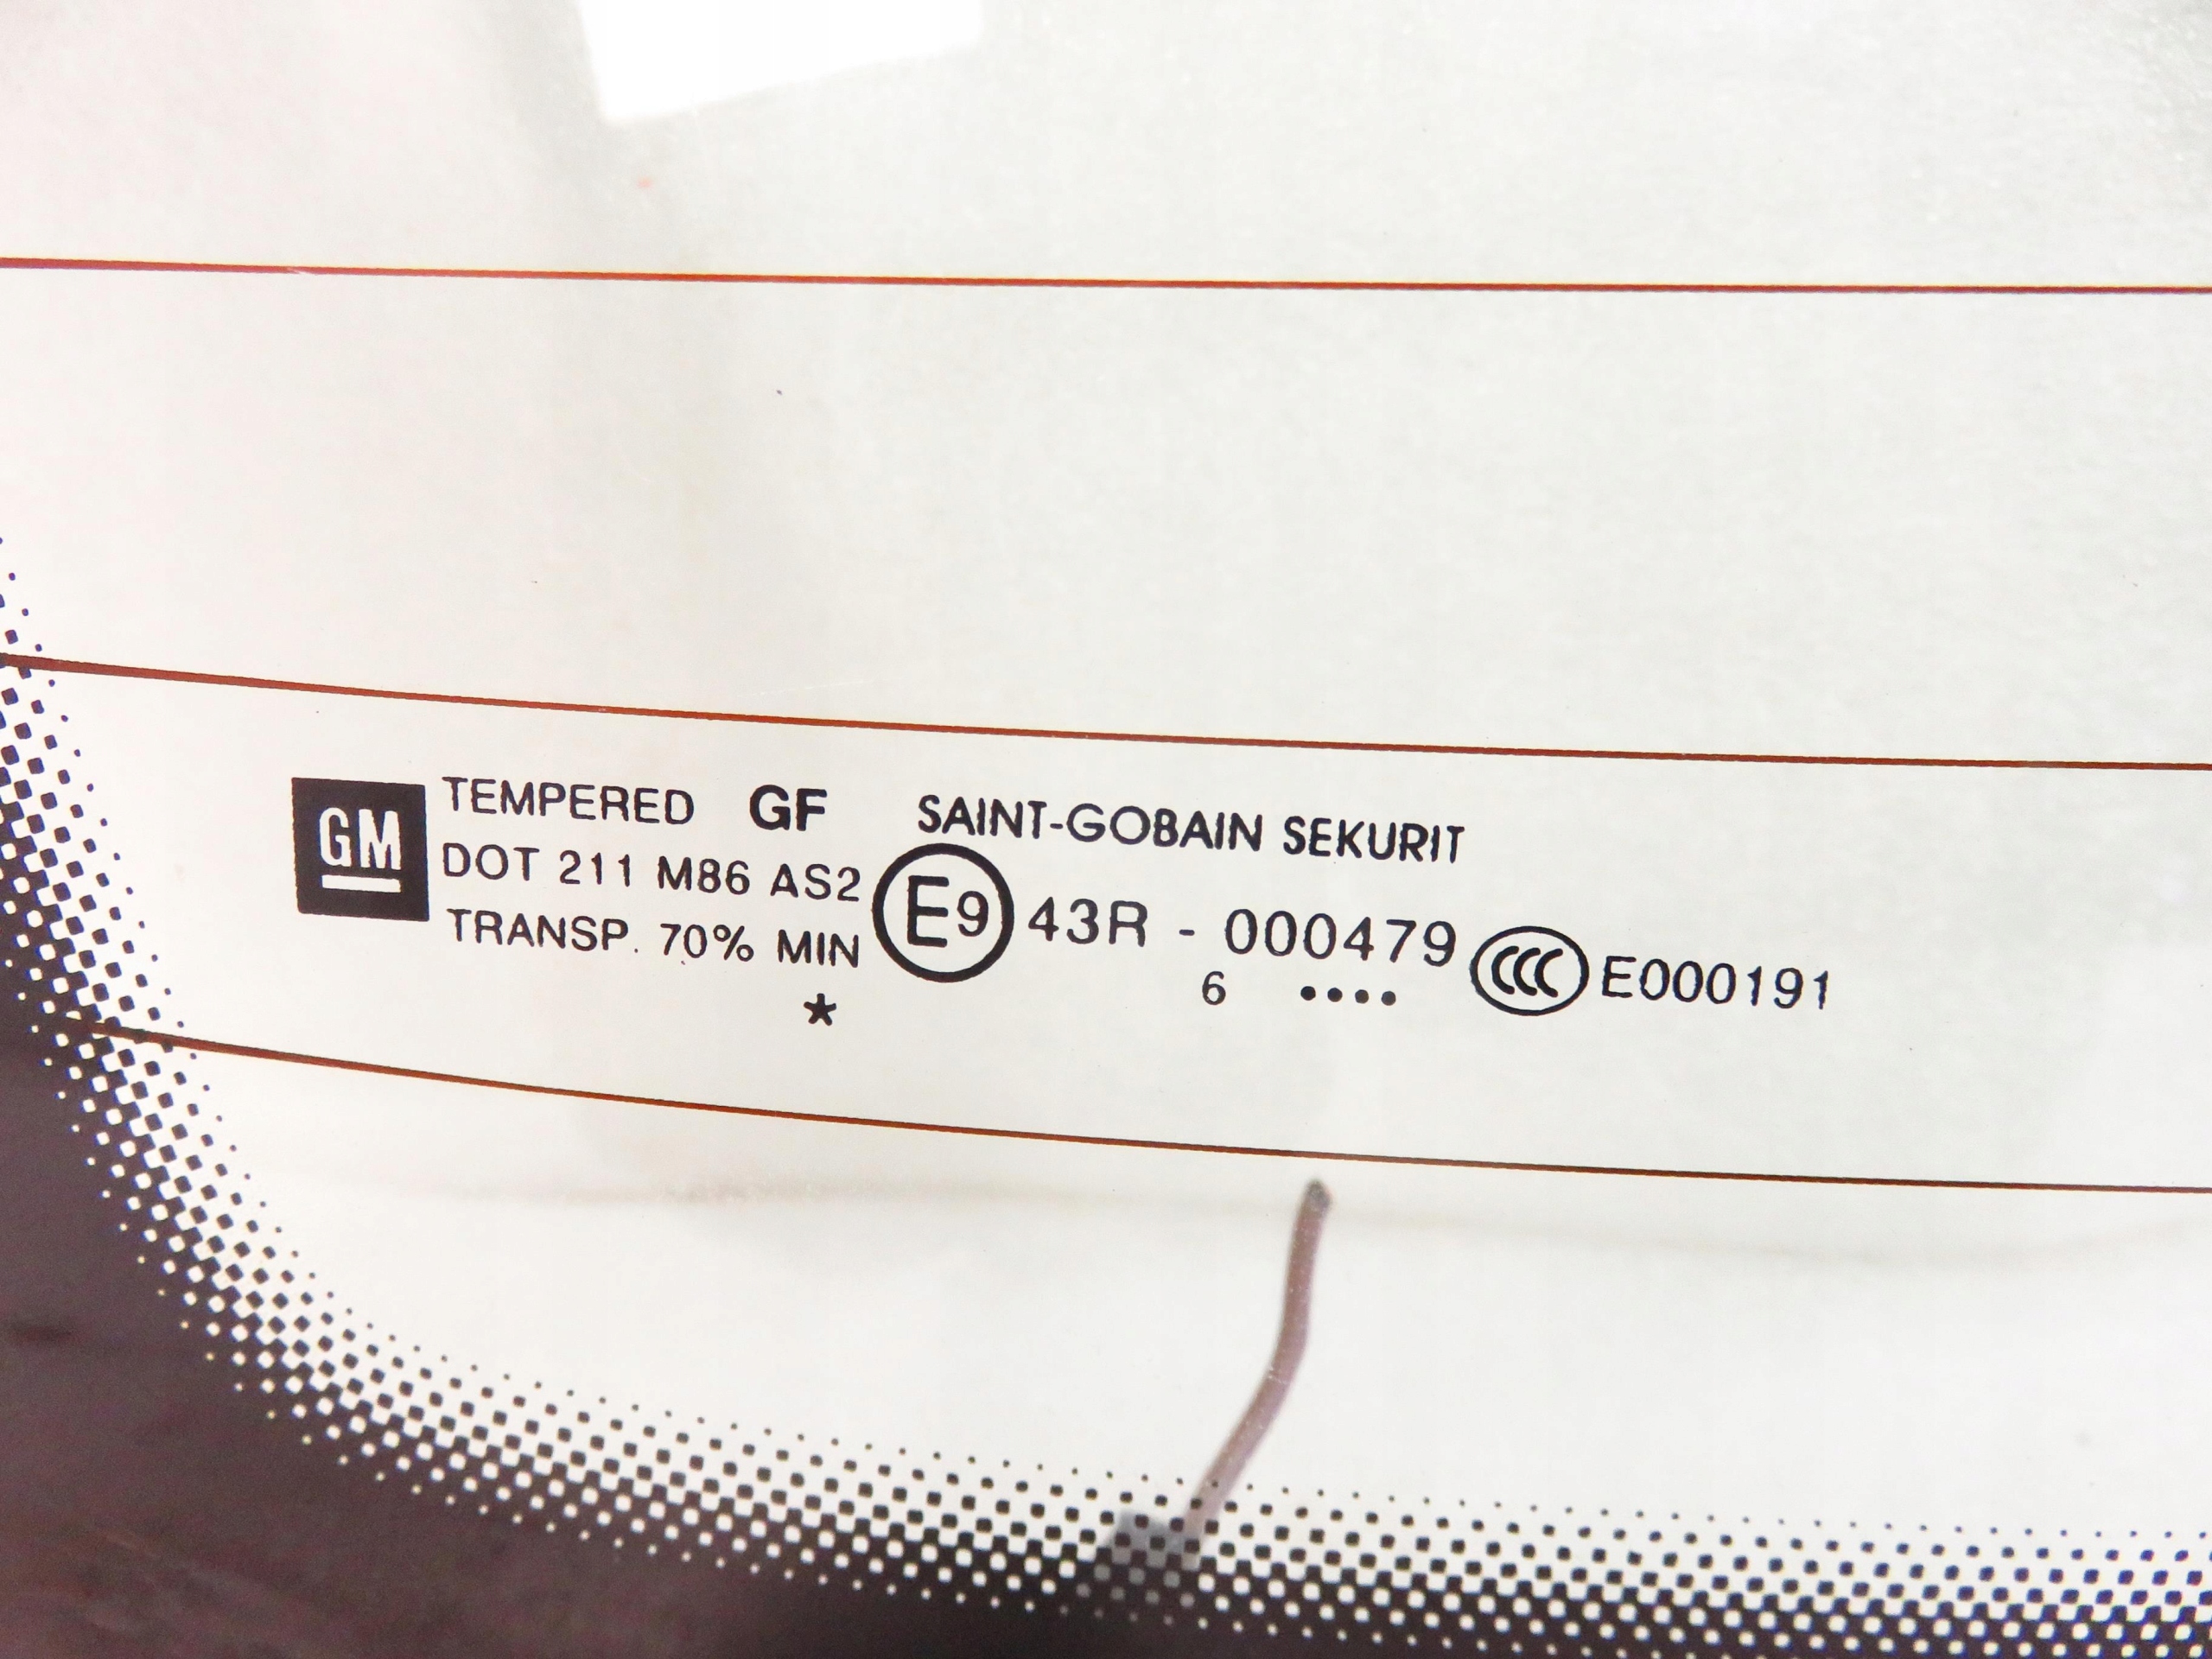 GM
TEMPERED GF SAINT-GOBAIN SEKURIT
DOT 211 M86 AS2 E9 43R - 000479 CCC E000191
TRANSP. 70% MIN
* 6 ••••